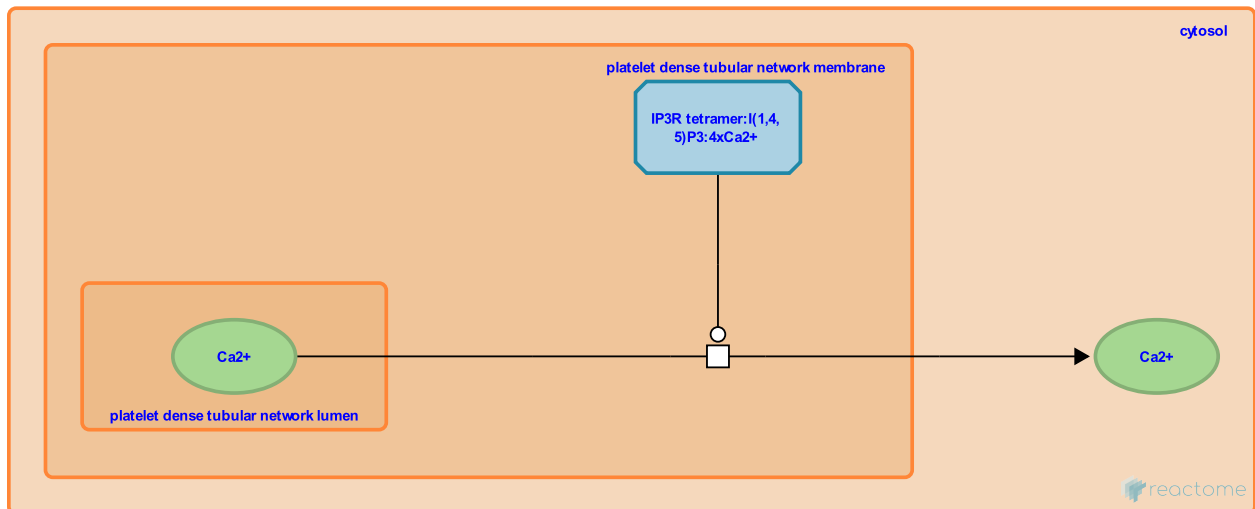 cytosol
platelet dense tubular network membrane
IP3R tetramer:I(1,4,
5)P3:4xCa2+
Ca2+
Ca2+
platelet dense tubular network lumen
reactome